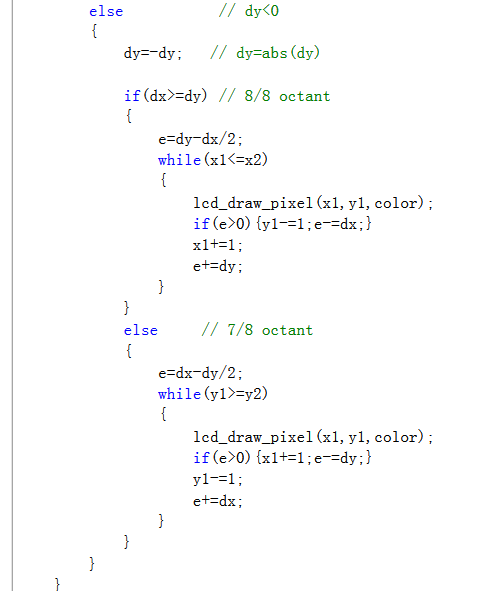 else // dy<0
{
dy=-dy; // dy=abs(dy)
if(dx>=dy) // 8/8 octant
{
e=dy-dx/2;
while(x1<=x2)
{
lcd_draw_pixel(x1,y1,color);
if(e>0){y1-=1;e-=dx;}
x1+=1;
e+=dy;
}
}
else // 7/8 octant
{
e=dx-dy/2;
while(y1>=y2)
{
lcd_draw_pixel(x1,y1,color);
if(e>0){x1+=1;e-=dy;}
y1-=1;
e+=dx;
}
}
}
}